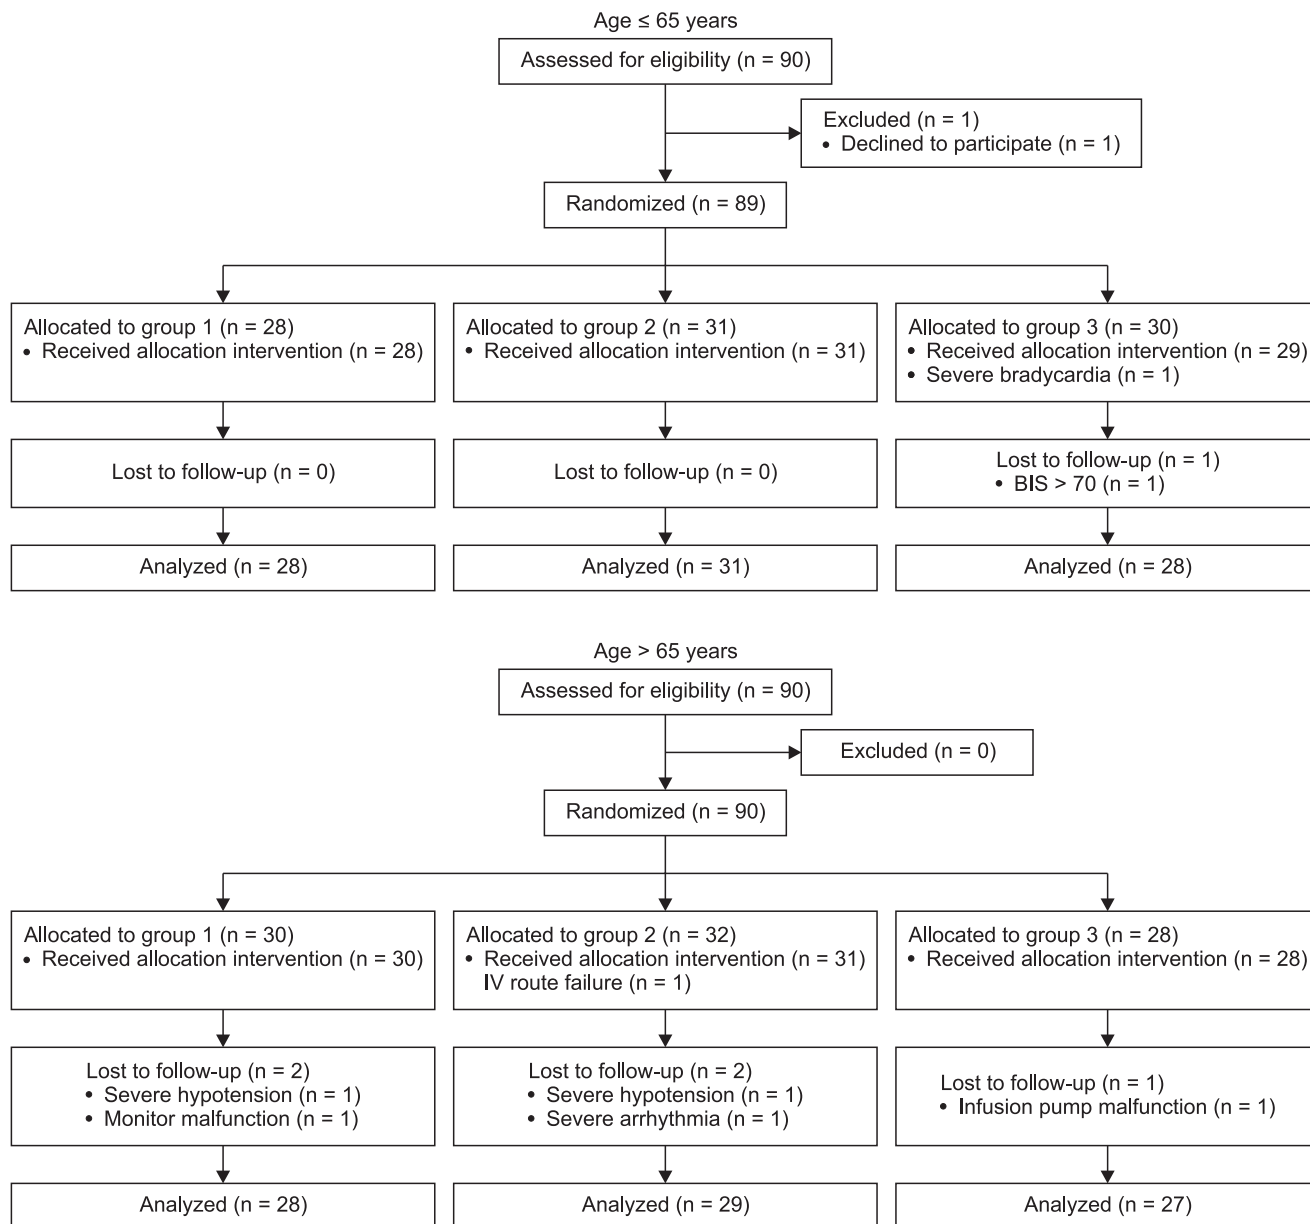 Age ≤ 65 years
Assessed for eligibility (n = 90)
Excluded (n = 1)
• Declined to participate (n = 1)
Randomized (n = 89)
Allocated to group 1 (n = 28)
• Received allocation intervention (n = 28)
Allocated to group 2 (n = 31)
• Received allocation intervention (n = 31)
Allocated to group 3 (n = 30)
• Received allocation intervention (n = 29)
• Severe bradycardia (n = 1)
Lost to follow-up (n = 0)
Lost to follow-up (n = 0)
Lost to follow-up (n = 1)
• BIS > 70 (n = 1)
Analyzed (n = 28)
Analyzed (n = 31)
Analyzed (n = 28)
Age > 65 years
Assessed for eligibility (n = 90)
Excluded (n = 0)
Randomized (n = 90)
Allocated to group 1 (n = 30)
• Received allocation intervention (n = 30)
Allocated to group 2 (n = 32)
• Received allocation intervention (n = 31)
IV route failure (n = 1)
Allocated to group 3 (n = 28)
• Received allocation intervention (n = 28)
Lost to follow-up (n = 2)
• Severe hypotension (n = 1)
• Monitor malfunction (n = 1)
Lost to follow-up (n = 2)
• Severe hypotension (n = 1)
• Severe arrhythmia (n = 1)
Lost to follow-up (n = 1)
• Infusion pump malfunction (n = 1)
Analyzed (n = 28)
Analyzed (n = 29)
Analyzed (n = 27)